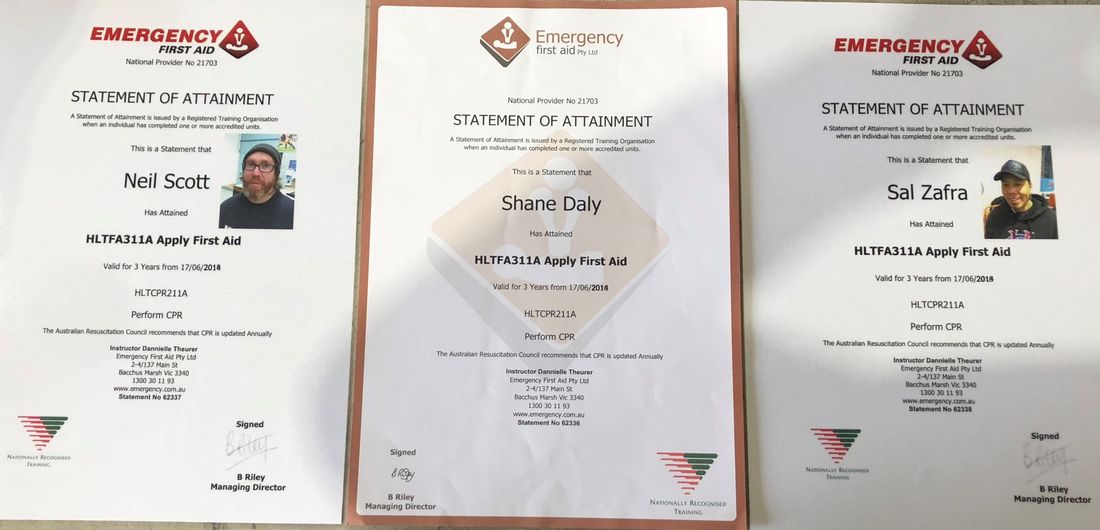 EMERGENCY
FIRST AID
National Provider No 21703
STATEMENT OF ATTAINMENT
A Statement of Attainment is issued by a Registered Training Organisation
when an individual has completed one or more accredited units.
This is a Statement that
Neil Scott
Has Attained
HLTFA311A Apply First Aid
Valid for 3 Years from 17/06/2018
HLTCPR211A
Perform CPR
The Australian Resuscitation Council recommends that CPR is updated Annually
Instructor Dannielle Theurer
Emergency First Aid Pty Ltd
2-4/137 Main St
Bacchus Marsh Vic 3340
1300 30 11 93
www.emergency.com.au
Statement No 62337
Signed
B Riley
B Riley
Managing Director
NATIONALLY RECOGNISED
TRAINING
Emergency
first aid Pty Ltd
National Provider No 21703
STATEMENT OF ATTAINMENT
A Statement of Attainment is issued by a Registered Training Organisation
when an individual has completed one or more accredited units.
This is a Statement that
Shane Daly
Has Attained
HLTFA311A Apply First Aid
Valid for 3 Years from 17/06/2018
HLTCPR211A
Perform CPR
The Australian Resuscitation Council recommends that CPR is updated Annually
Instructor Dannielle Theurer
Emergency First Aid Pty Ltd
2-4/137 Main St
Bacchus Marsh Vic 3340
1300 30 11 93
www.emergency.com.au
Statement No 62336
Signed
B Riley
B Riley
Managing Director
NATIONALLY RECOGNISED
TRAINING
EMERGENCY
FIRST AID
National Provider No 21703
STATEMENT OF ATTAINMENT
A Statement of Attainment is issued by a Registered Training Organisation
when an individual has completed one or more accredited units.
This is a Statement that
Sal Zafra
Has Attained
HLTFA311A Apply First Aid
Valid for 3 Years from 17/06/2018
HLTCPR211A
Perform CPR
The Australian Resuscitation Council recommends that CPR is updated Annually
Instructor Dannielle Theurer
Emergency First Aid Pty Ltd
2-4/137 Main St
Bacchus Marsh Vic 3340
1300 30 11 93
www.emergency.com.au
Statement No 62338
Signed
B Riley
B Riley
Managing Director
NATIONALLY RECOGNISED
TRAINING